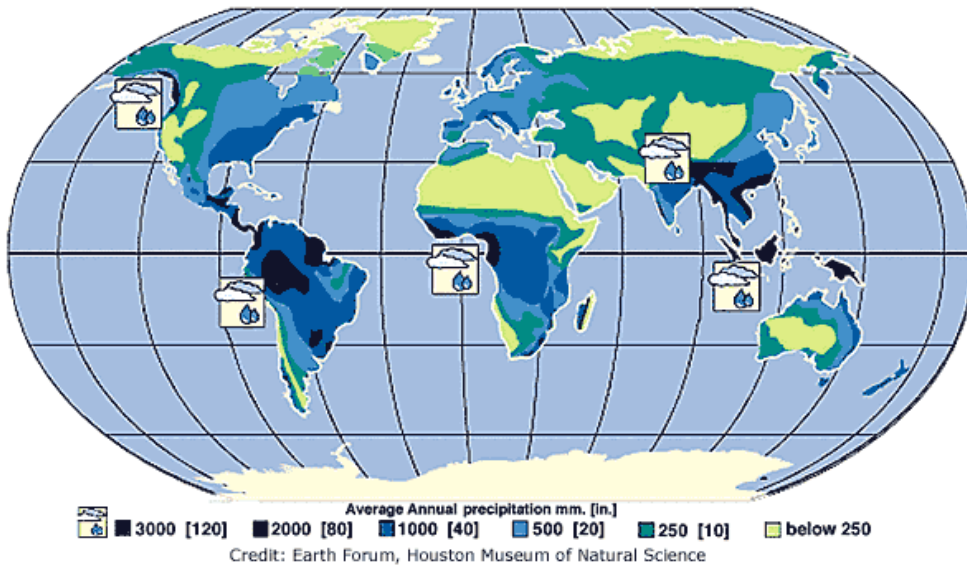 Average Annual precipitation mm. [in.]
3000 [120] 2000 [80] 1000 [40] 500 [20] 250 [10] below 250
Credit: Earth Forum, Houston Museum of Natural Science